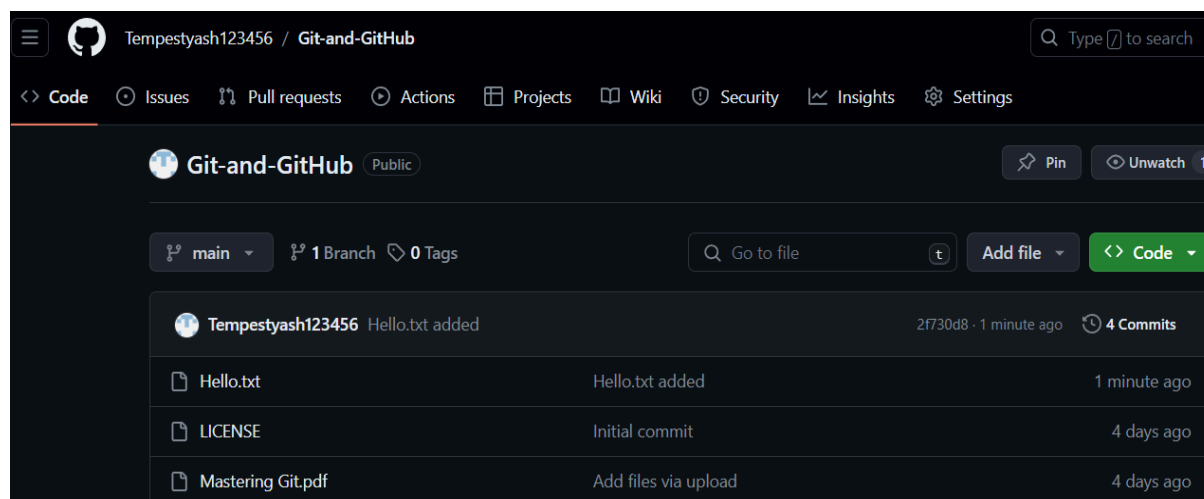 Tempestyash123456 / Git-and-GitHub
Type / to search
Code Issues Pull requests Actions Projects Wiki Security Insights Settings
Git-and-GitHub Public
Pin Unwatch 1
main 1 Branch 0 Tags Go to file t Add file Code
Tempestyash123456 Hello.txt added 2f730d8 · 1 minute ago 4 Commits
Hello.txt Hello.txt added 1 minute ago
LICENSE Initial commit 4 days ago
Mastering Git.pdf Add files via upload 4 days ago